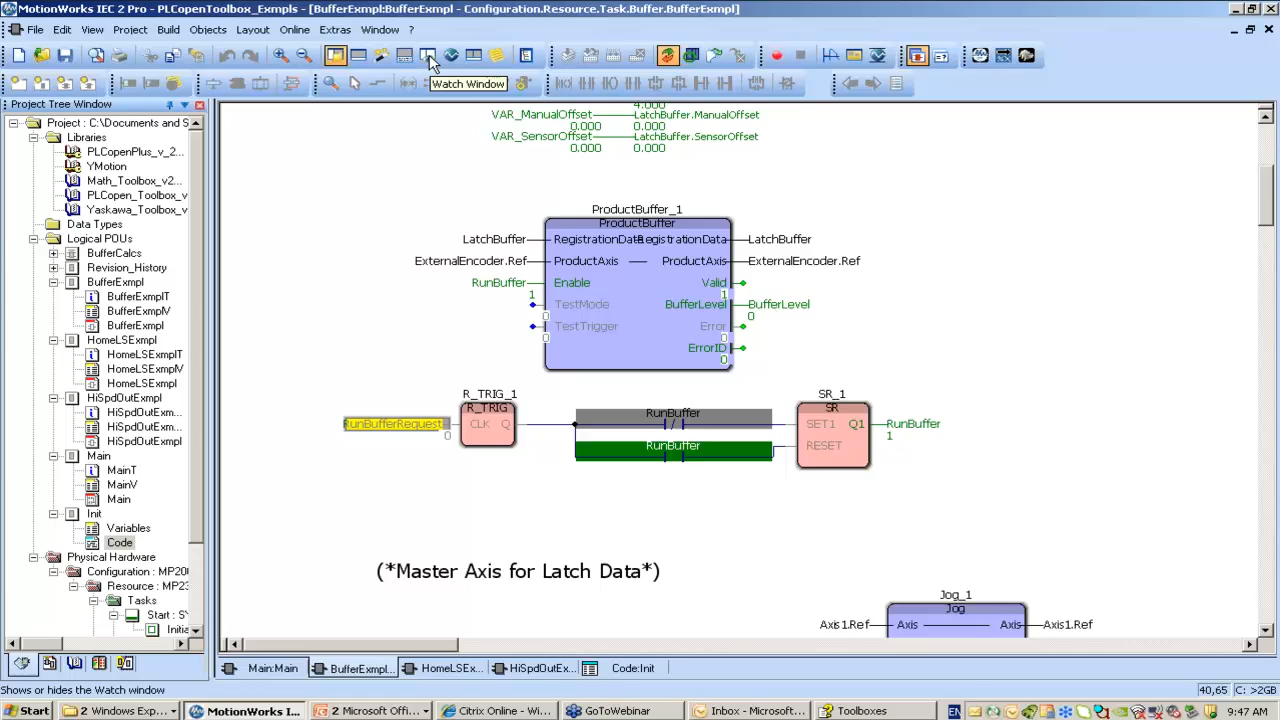 MotionWorks IEC 2 Pro - PLCopenToolbox_Exmpls - [BufferExmpl:BufferExmpl - Configuration.Resource.Task.Buffer.BufferExmpl]
File Edit View Project Build Objects Layout Online Extras Window ?
Watch Window
Project Tree Window
Project : C:\Documents and S
Libraries
PLCopenPlus_v_2...
YMotion
Math_Toolbox_v2...
PLCopen_Toolbox_v
Yaskawa_Toolbox_v
Data Types
Logical POUs
BufferCalcs
Revision_History
BufferExmpl
BufferExmplT
BufferExmplV
BufferExmpl
HomeLSExmpl
HomeLSExmplT
HomeLSExmplV
HomeLSExmpl
HiSpdOutExmpl
HiSpdOutExm...
HiSpdOutExm...
HiSpdOutExmpl
Main
MainT
MainV
Main
Init
Variables
Code
Physical Hardware
Configuration : MP20
Resource : MP23
Tasks
Start : SY
Initia
4.000
VAR_ManualOffset LatchBuffer.ManualOffset
0.000 0.000
VAR_SensorOffset LatchBuffer.SensorOffset
0.000 0.000
ProductBuffer_1
ProductBuffer
LatchBuffer RegistrationData RegistrationData LatchBuffer
ExternalEncoder.Ref ProductAxis ProductAxis ExternalEncoder.Ref
RunBuffer Enable Valid
1 1
TestMode BufferLevel BufferLevel
0 0
TestTrigger Error
0 0
ErrorID
0
R_TRIG_1
R_TRIG
RunBufferRequest CLK Q
0
RunBuffer
RunBuffer
SR_1
SR
SET1 Q1 RunBuffer
1
RESET
(*Master Axis for Latch Data*)
Jog_1
Jog
Axis1.Ref Axis Axis Axis1.Ref
Main:Main BufferExmpl... HomeLSEx... HiSpdOutEx... Code:Init
Shows or hides the Watch window 40,65 C: >2GB
Start 2 Windows Exp... MotionWorks I... 2 Microsoft Offi... Citrix Online - Wi... GoToWebinar Inbox - Microsoft... Toolboxes EN 9:47 AM